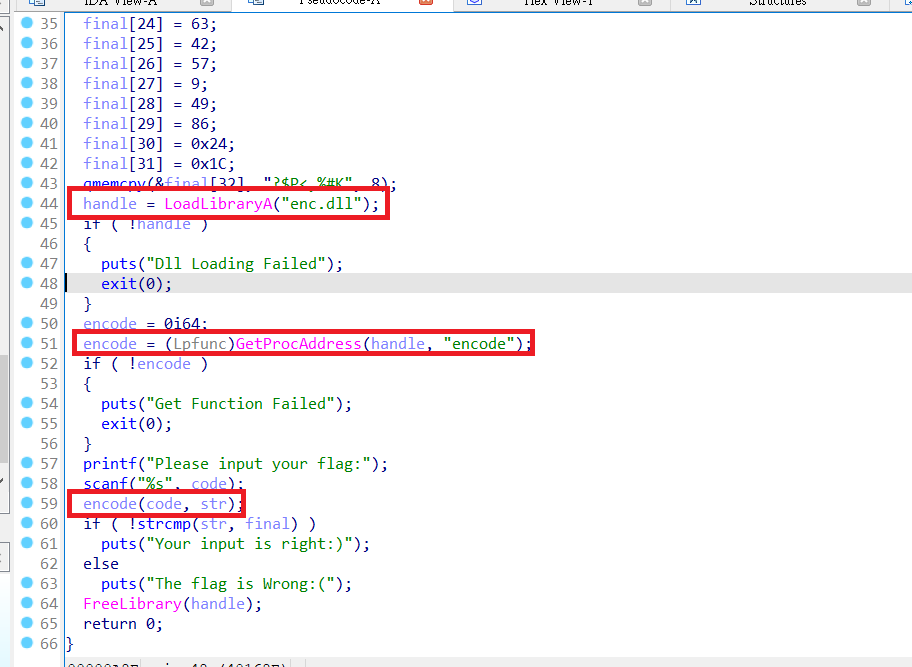 IDA View-A Pseudocode-A Hex View-1 Structures
35 final[24] = 63;
36 final[25] = 42;
37 final[26] = 57;
38 final[27] = 9;
39 final[28] = 49;
40 final[29] = 86;
41 final[30] = 0x24;
42 final[31] = 0x1C;
43 qmemcpy(&final[32], "?$P<,%#K", 8);
44 handle = LoadLibraryA("enc.dll");
45 if ( !handle )
46 {
47 puts("Dll Loading Failed");
48 exit(0);
49 }
50 encode = 0i64;
51 encode = (Lpfunc)GetProcAddress(handle, "encode");
52 if ( !encode )
53 {
54 puts("Get Function Failed");
55 exit(0);
56 }
57 printf("Please input your flag:");
58 scanf("%s", code);
59 encode(code, str);
60 if ( !strcmp(str, final) )
61 puts("Your input is right:)");
62 else
63 puts("The flag is Wrong:(");
64 FreeLibrary(handle);
65 return 0;
66 }